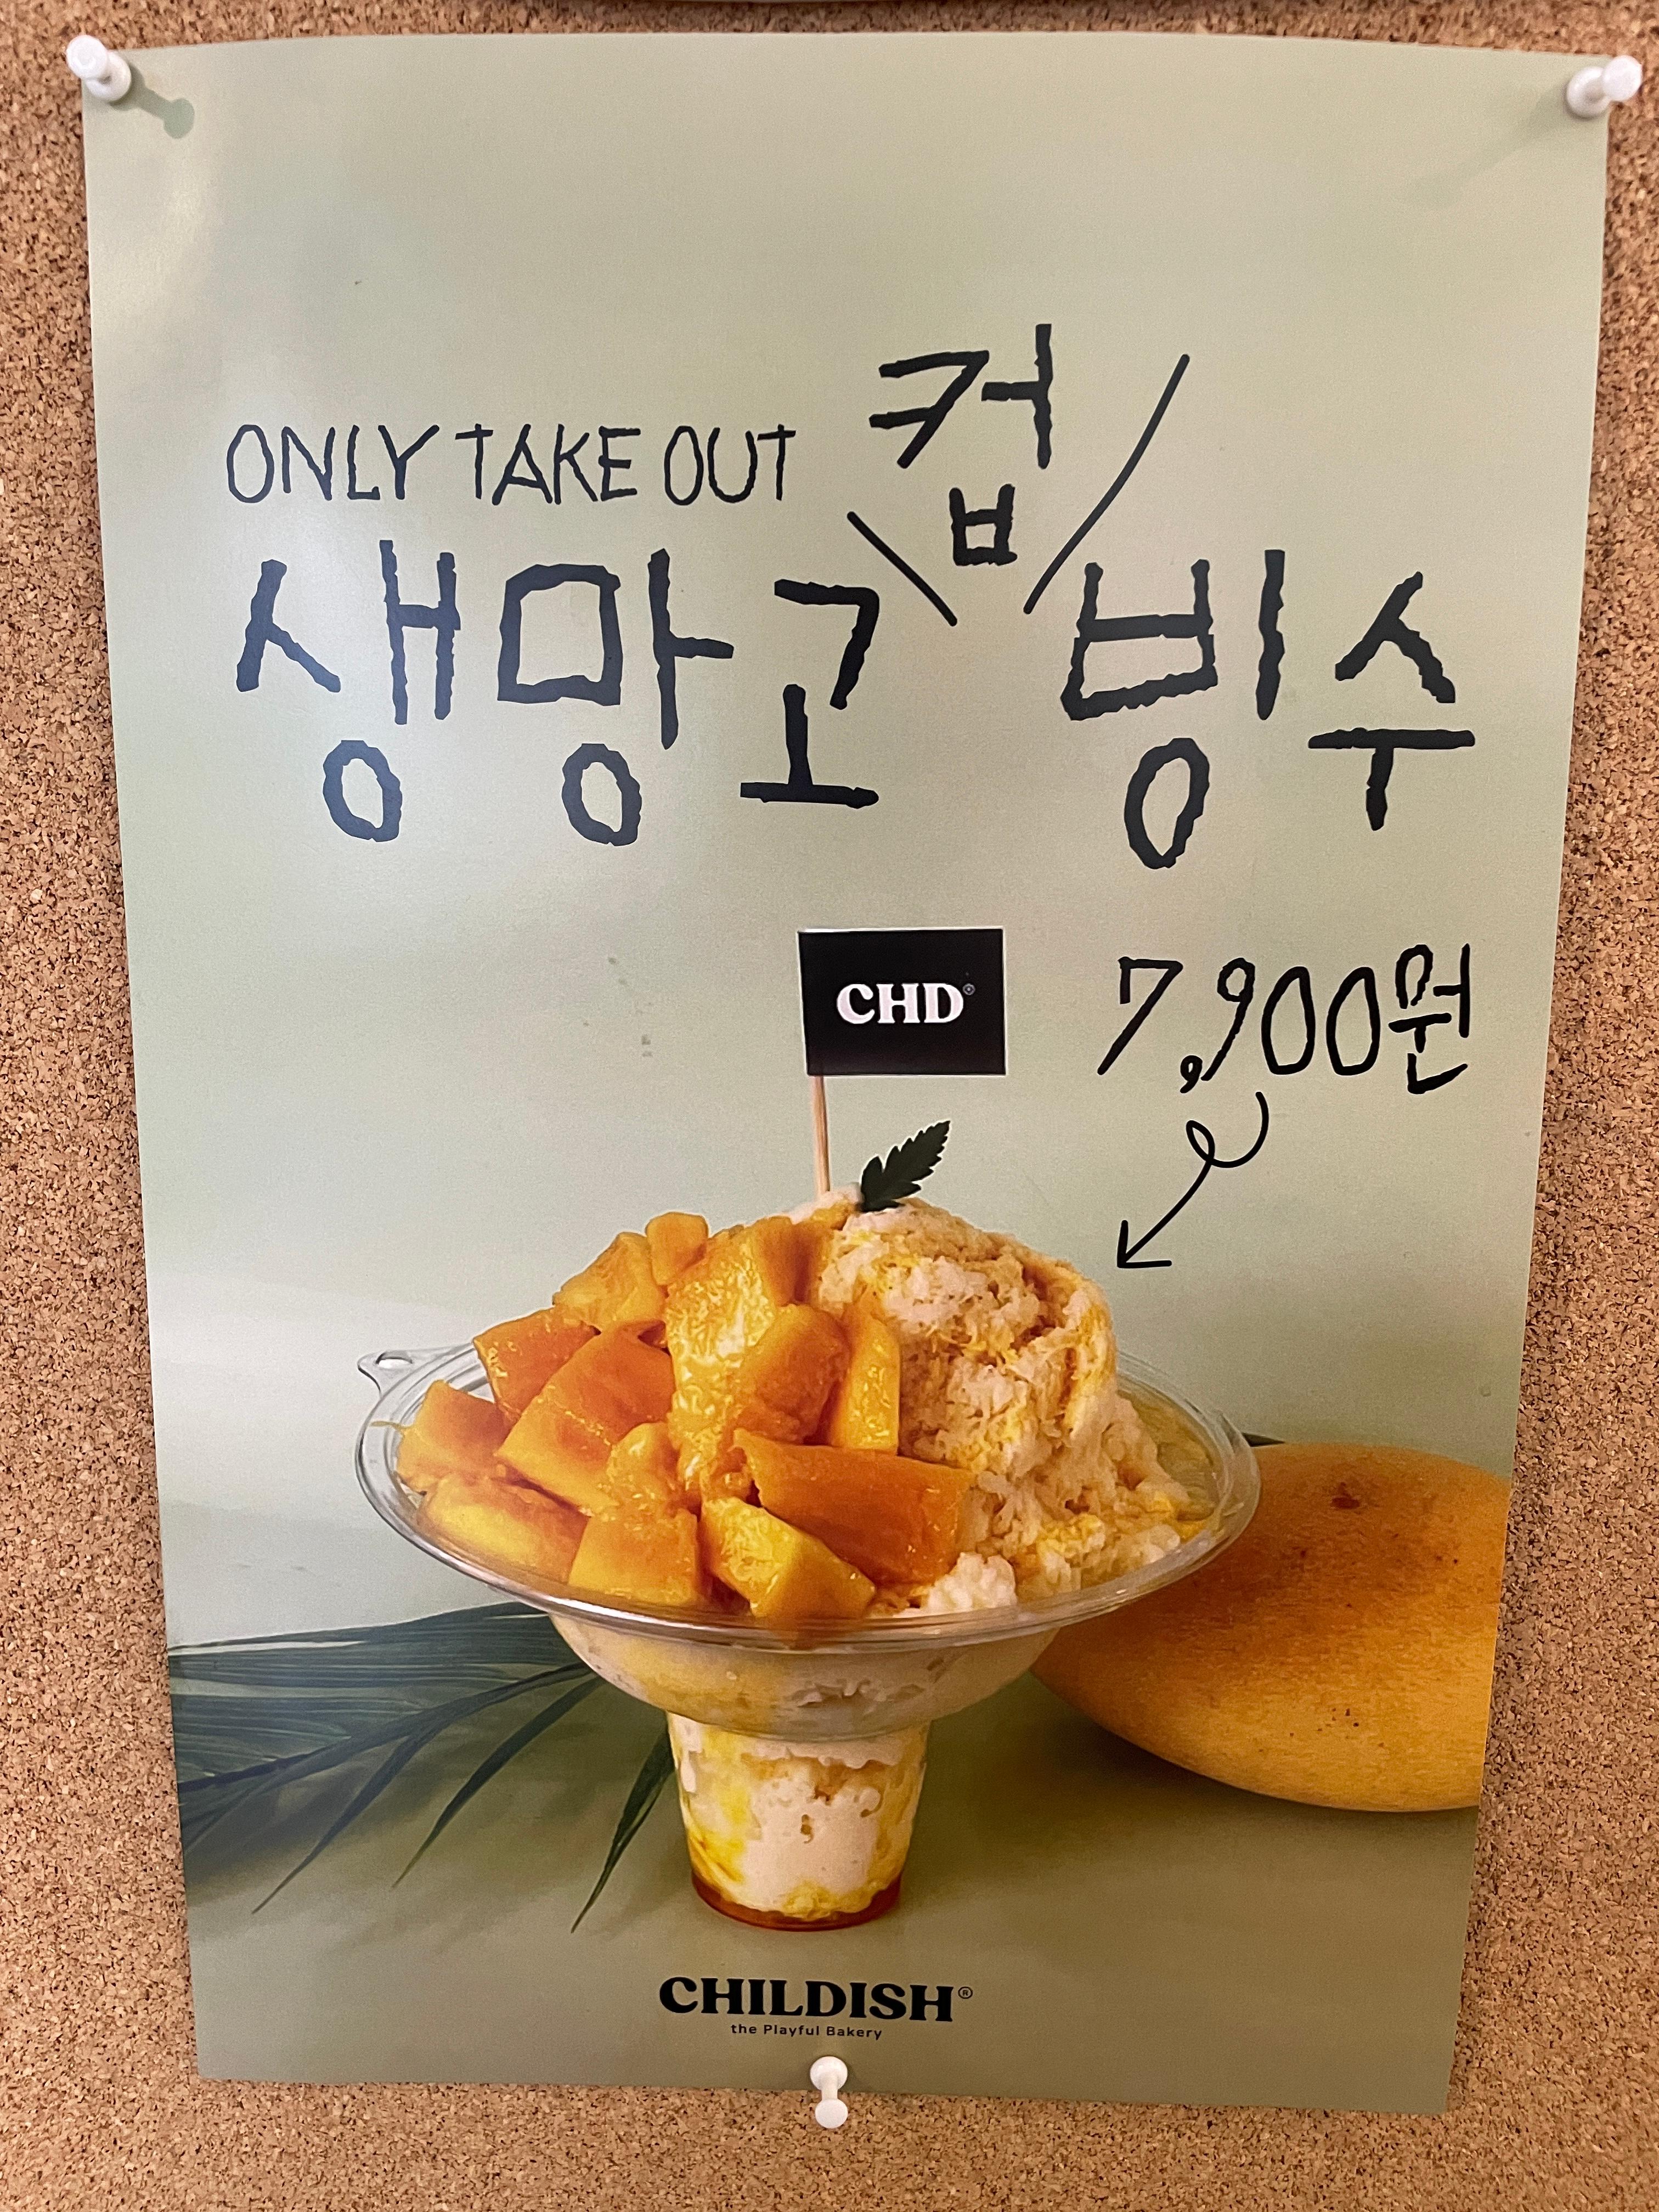 ONLY TAKE OUT
생망고 컵 빙수
CHD®
7,900원
CHILDISH®
the Playful Bakery